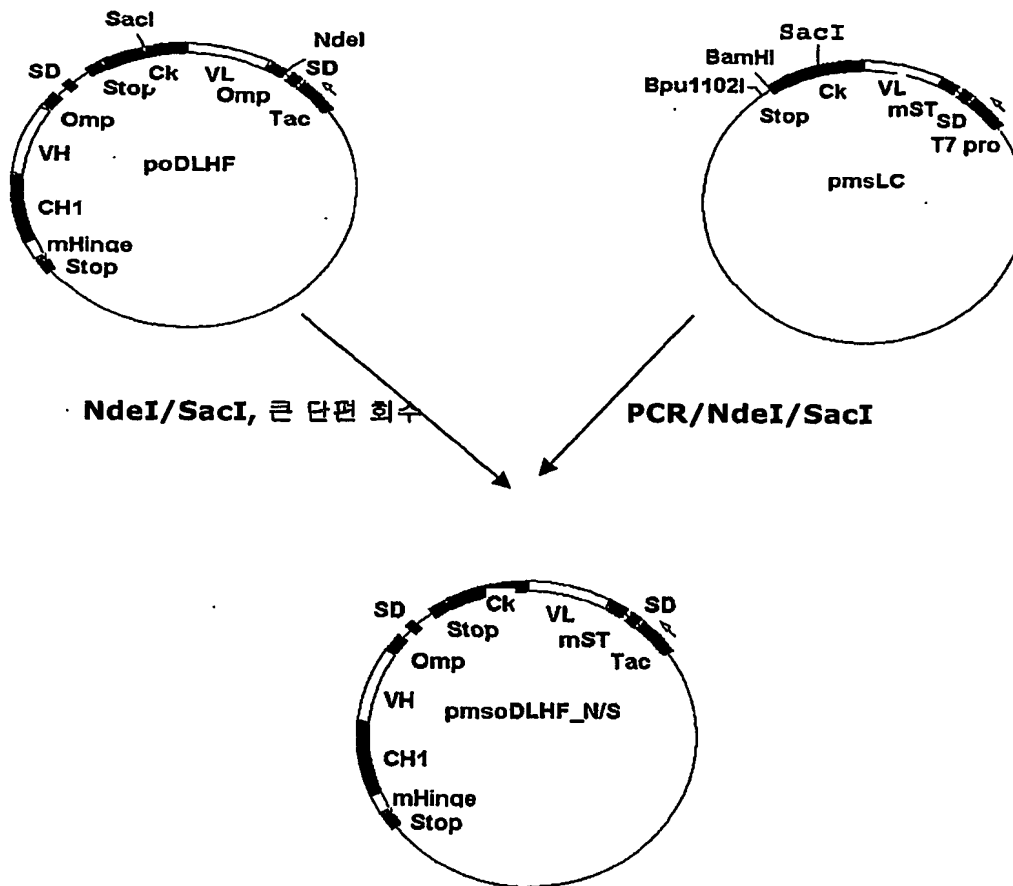 SacI
NdeI
SD
SD
Stop
Ck
VL
Omp
Omp
Tac
VH
poDLHF
CH1
mHinge
Stop
SacI
BamHI
Bpu1102I
Stop
Ck
VL
mST
SD
T7 pro
pmsLC
NdeI/SacI, 큰 단편 회수
PCR/NdeI/SacI
SD
Ck
VL
SD
Stop
mST
Omp
Tac
VH
pmsoDLHF_N/S
CH1
mHinge
Stop